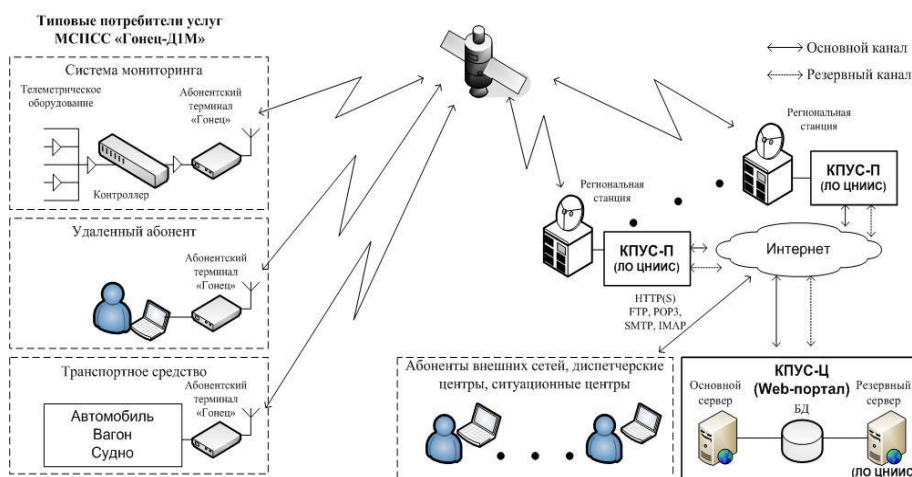 Типовые потребители услуг
МСПСС «Гонец-Д1М»
Система мониторинга
Телеметрическое
оборудование
Абонентский
терминал
«Гонец»
Контроллер
Удаленный абонент
Абонентский
терминал
«Гонец»
Транспортное средство
Абонентский
терминал
«Гонец»
Автомобиль
Вагон
Судно
Основной канал
Резервный канал
Региональная
станция
КПУС-П
(ЛО ЦНИИС)
Региональная
станция
КПУС-П
(ЛО ЦНИИС)
Интернет
HTTP(S)
FTP, POP3,
SMTP, IMAP
Абоненты внешних сетей, диспетчерские
центры, ситуационные центры
КПУС-Ц
(Web-портал)
Основной
сервер
БД
Резервный
сервер
(ЛО ЦНИИС)